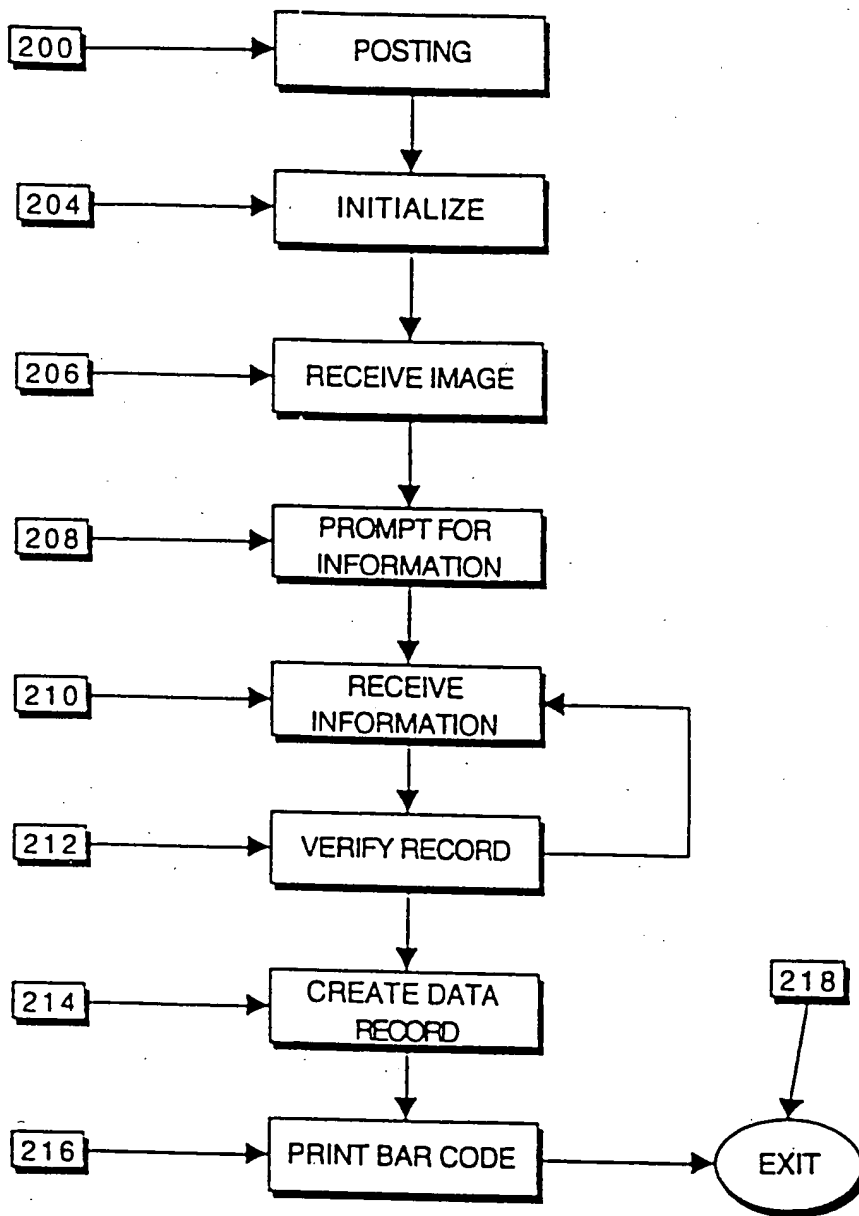 200
POSTING
204
INITIALIZE
206
RECEIVE IMAGE
208
PROMPT FOR
INFORMATION
210
RECEIVE
INFORMATION
212
VERIFY RECORD
214
CREATE DATA
RECORD
218
216
PRINT BAR CODE
EXIT